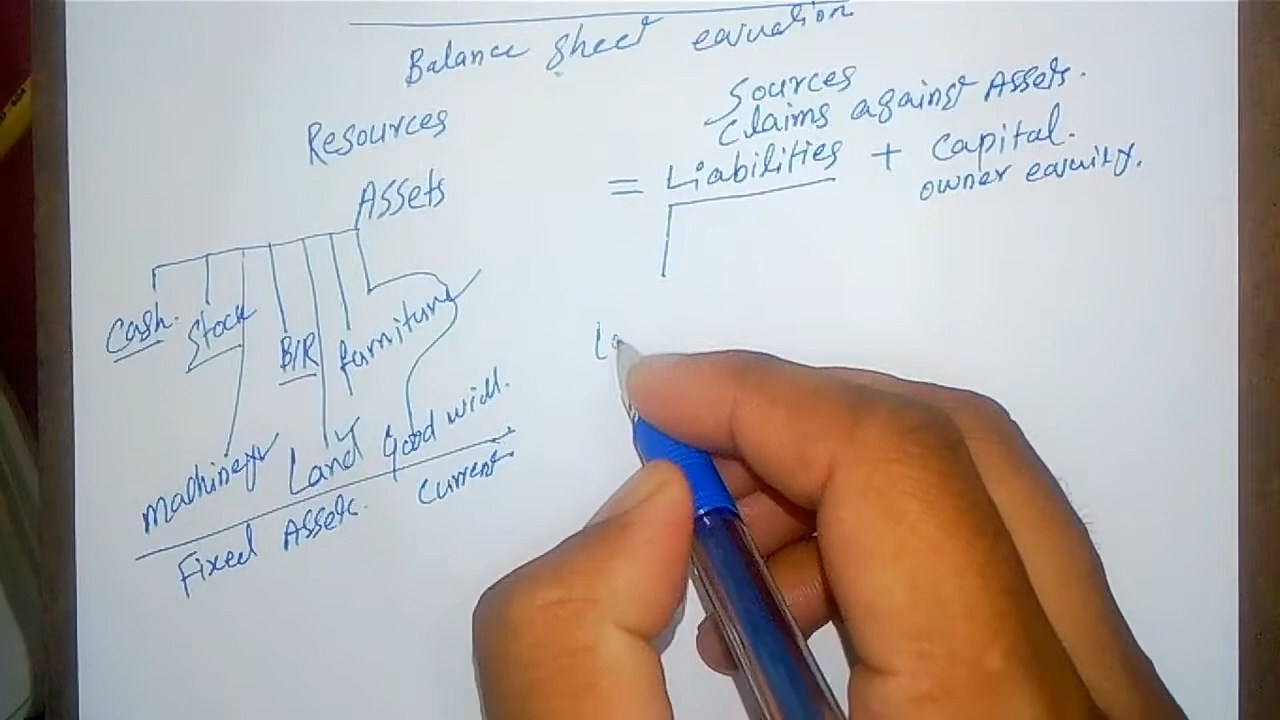 Balance sheet equation
Sources
Claims against Assets.
Resources
Assets = Liabilities + Capital.
owner equity.
Cash. Stock B/R furniture
machinery Land Good will.
Fixed Assets. Current